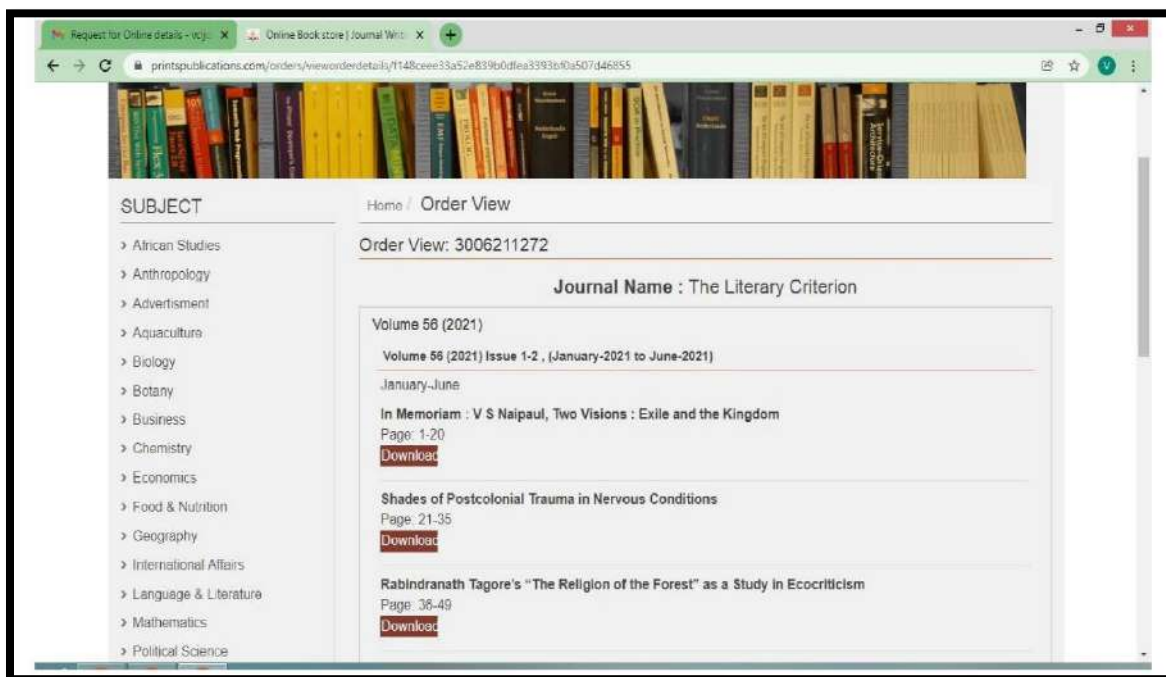 Request for Online details - vcjo
Online Book store | Journal Writ
printspublications.com/orders/vieworderdetails/f148ceee33a52e839b0dfea3393bf0a507d46855
V
SUBJECT
› African Studies
› Anthropology
› Advertisment
› Aquaculture
› Biology
› Botany
› Business
› Chemistry
› Economics
› Food & Nutrition
› Geography
› International Affairs
› Language & Literature
› Mathematics
› Political Science
Home / Order View
Order View: 3006211272
Journal Name : The Literary Criterion
Volume 56 (2021)
Volume 56 (2021) Issue 1-2 , (January-2021 to June-2021)
January-June
In Memoriam : V S Naipaul, Two Visions : Exile and the Kingdom
Page: 1-20
Download
Shades of Postcolonial Trauma in Nervous Conditions
Page: 21-35
Download
Rabindranath Tagore's "The Religion of the Forest" as a Study in Ecocriticism
Page: 36-49
Download